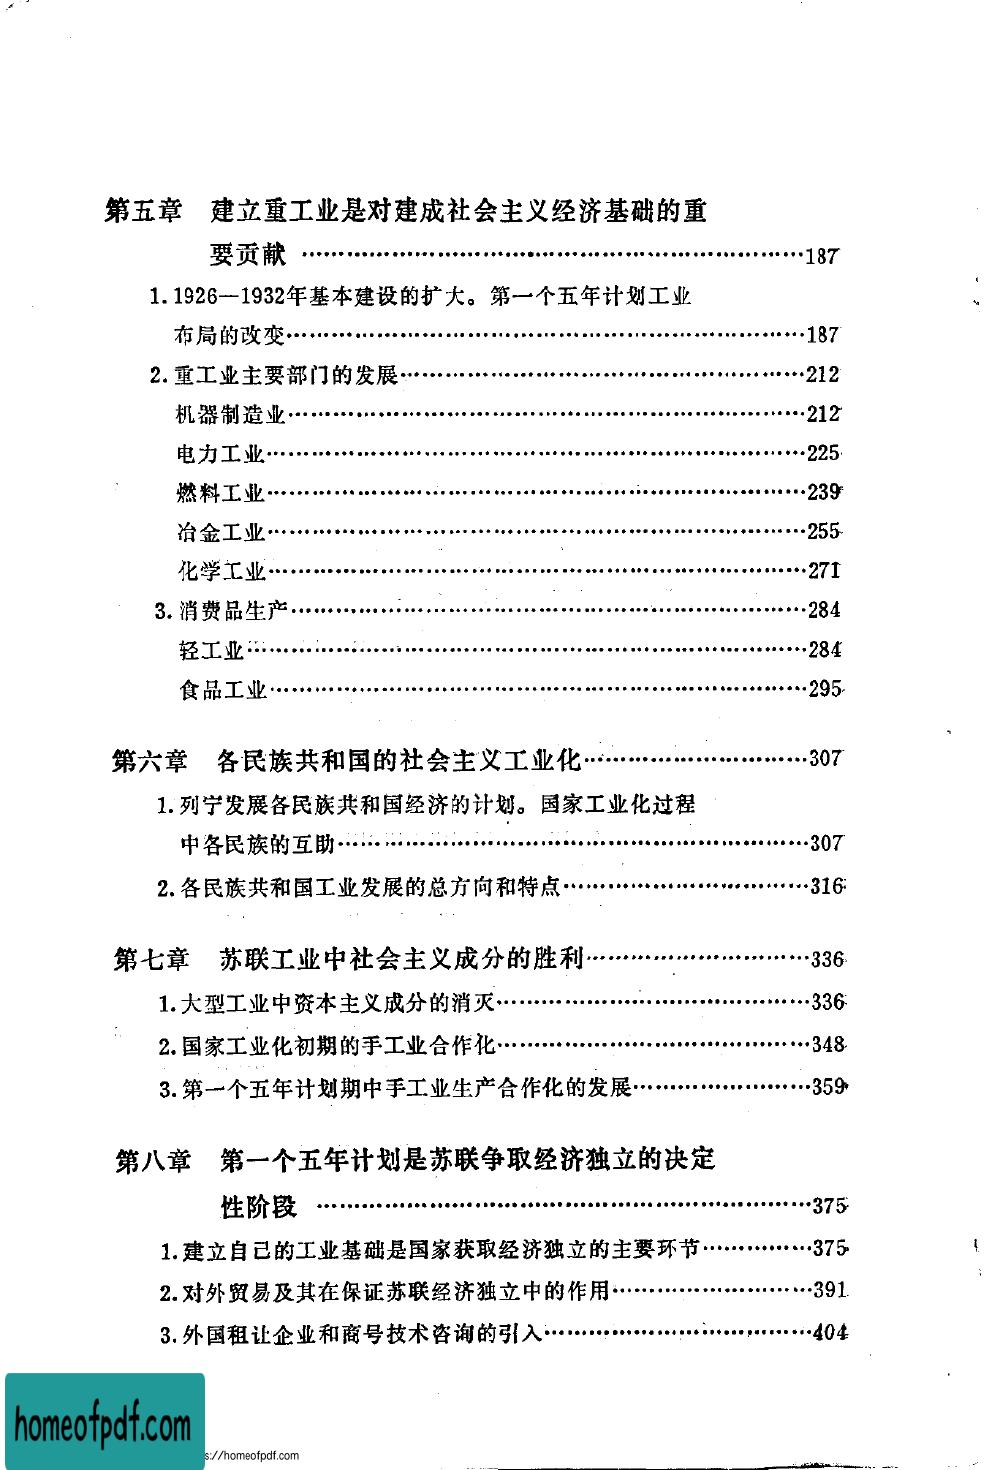 第五章　建立重工业是对建成社会主义经济基础的重
要贡献 ……………………………………………………187
1.1926—1932年基本建设的扩大。第一个五年计划工业
布局的改变……………………………………………………187
2.重工业主要部门的发展……………………………………212
机器制造业……………………………………………………212
电力工业………………………………………………………225
燃料工业………………………………………………………239
冶金工业………………………………………………………255
化学工业………………………………………………………271
3.消费品生产…………………………………………………284
轻工业…………………………………………………………284
食品工业………………………………………………………295
第六章　各民族共和国的社会主义工业化………………………307
1.列宁发展各民族共和国经济的计划。国家工业化过程
中各民族的互助………………………………………………307
2.各民族共和国工业发展的总方向和特点…………………316
第七章　苏联工业中社会主义成分的胜利………………………336
1.大型工业中资本主义成分的消灭…………………………336
2.国家工业化初期的手工业合作化…………………………348
3.第一个五年计划期中手工业生产合作化的发展…………359
第八章　第一个五年计划是苏联争取经济独立的决定
性阶段 ……………………………………………………375
1.建立自己的工业基础是国家获取经济独立的主要环节……375
2.对外贸易及其在保证苏联经济独立中的作用……………391
3.外国租让企业和商号技术咨询的引入……………………404
homeofpdf.com
s://homeofpdf.com